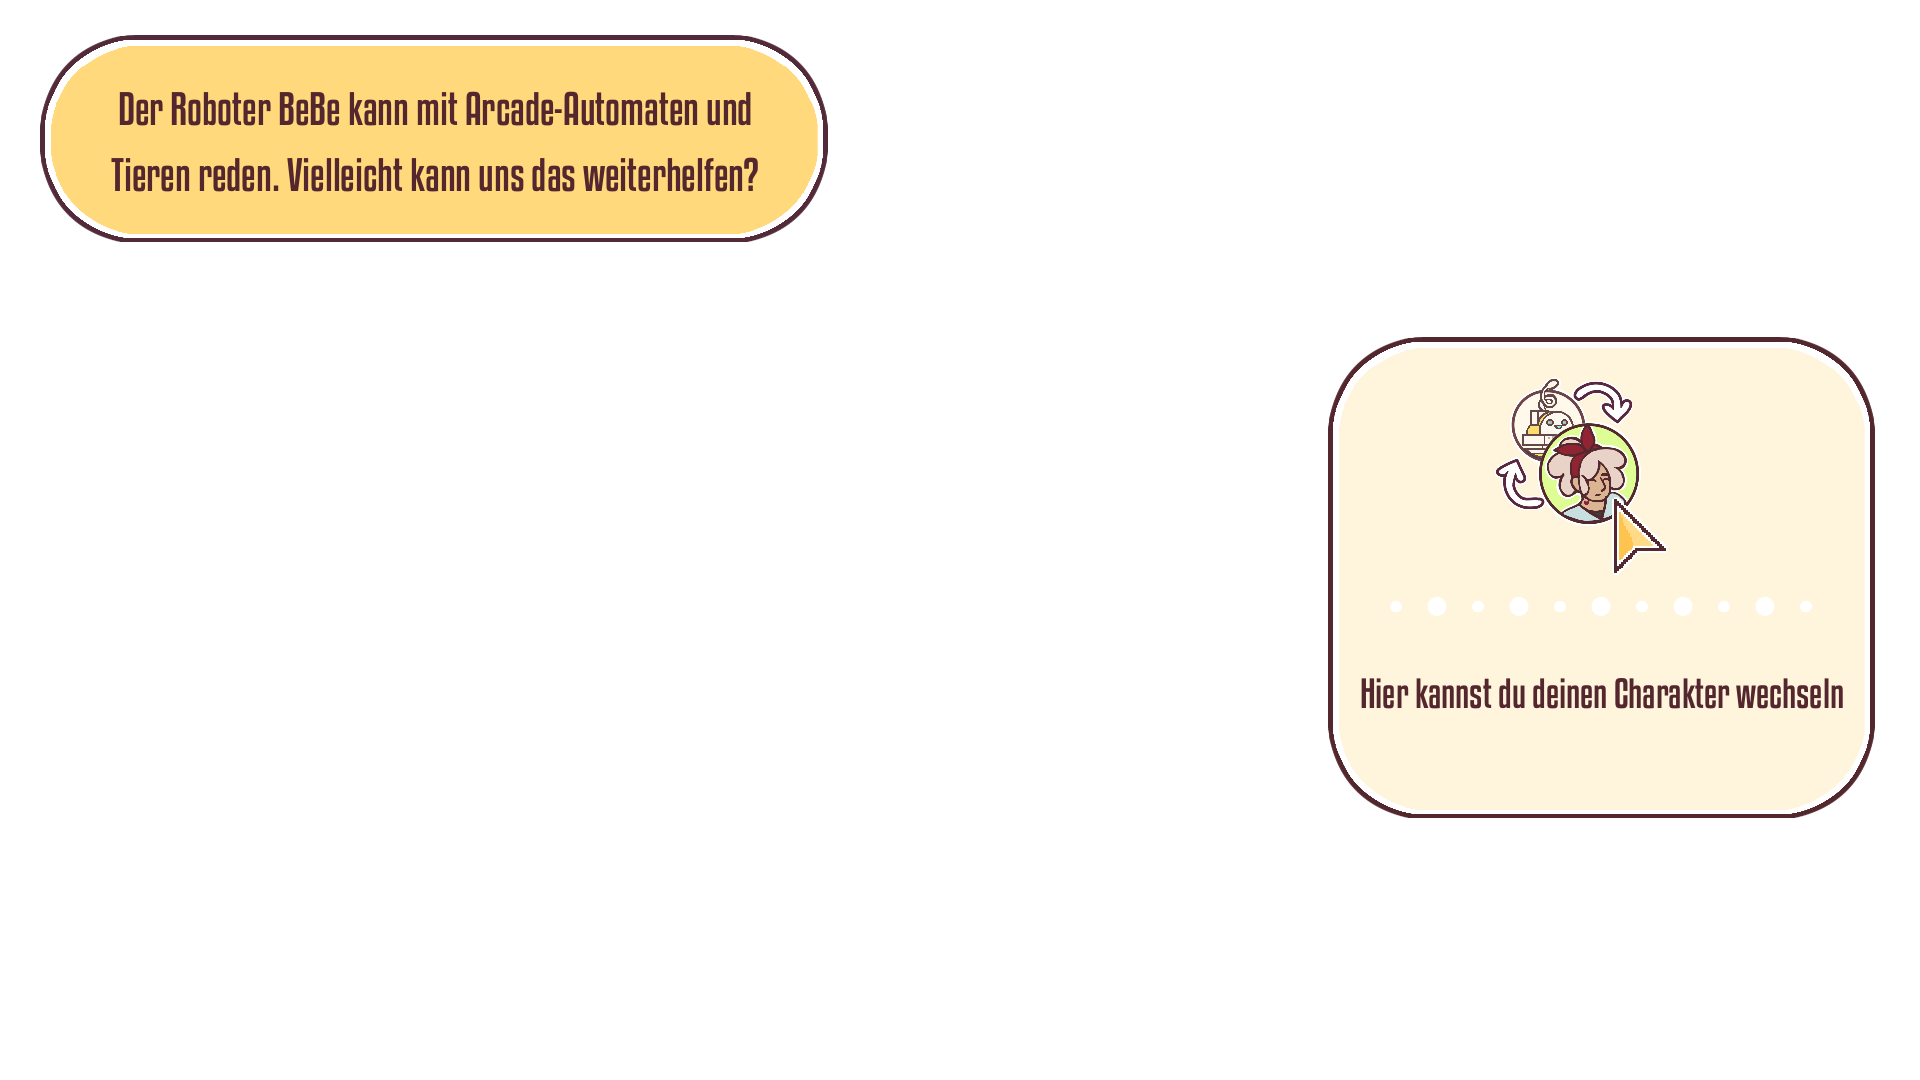 Der Roboter BeBe kann mit Arcade-Automaten und
Tieren reden. Vielleicht kann uns das weiterhelfen?
Hier kannst du deinen Charakter wechseln